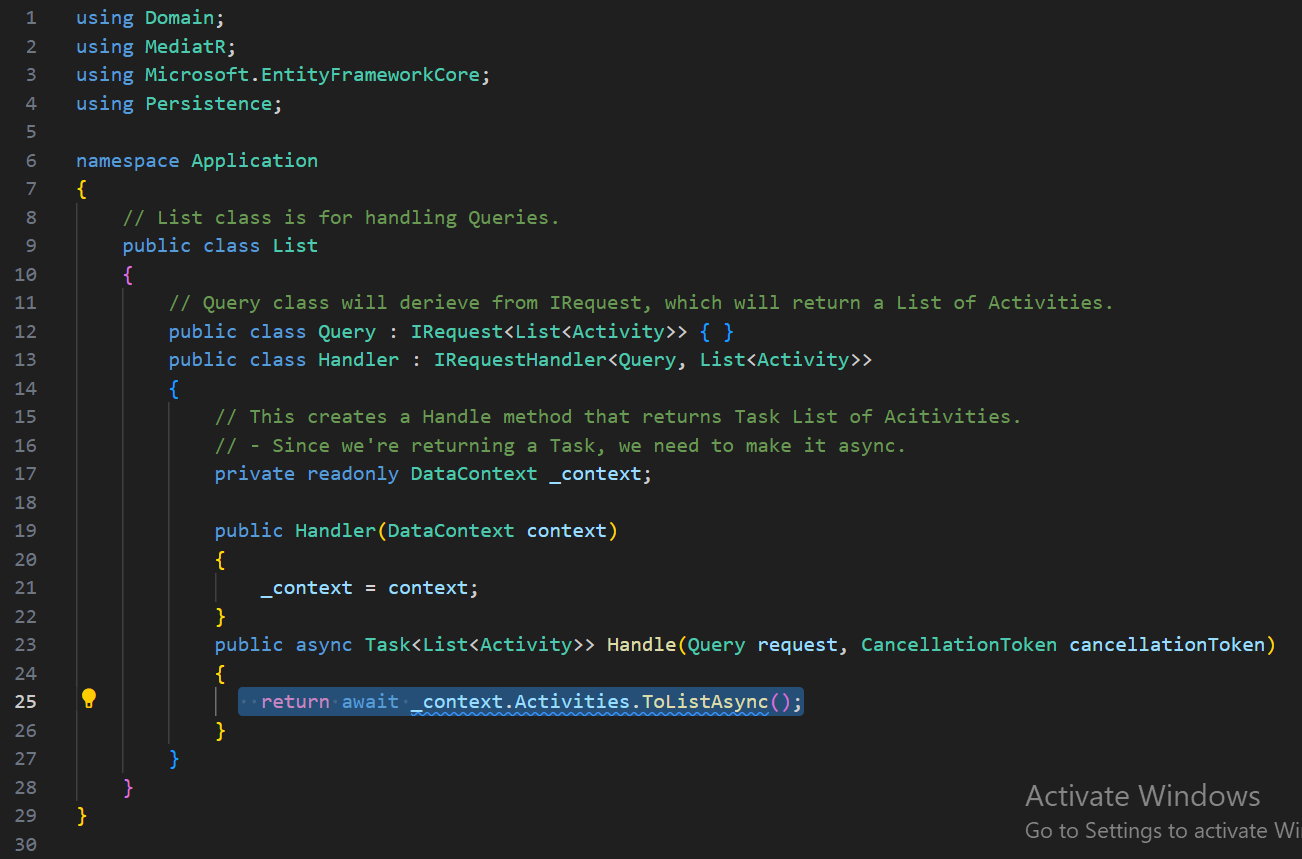 1 using Domain;
2 using MediatR;
3 using Microsoft.EntityFrameworkCore;
4 using Persistence;
5
6 namespace Application
7 {
8 // List class is for handling Queries.
9 public class List
10 {
11 // Query class will derieve from IRequest, which will return a List of Activities.
12 public class Query : IRequest<List<Activity>> { }
13 public class Handler : IRequestHandler<Query, List<Activity>>
14 {
15 // This creates a Handle method that returns Task List of Acitivities.
16 // - Since we're returning a Task, we need to make it async.
17 private readonly DataContext _context;
18
19 public Handler(DataContext context)
20 {
21 _context = context;
22 }
23 public async Task<List<Activity>> Handle(Query request, CancellationToken cancellationToken)
24 {
25 return await _context.Activities.ToListAsync();
26 }
27 }
28 }
29 }
30
Activate Windows
Go to Settings to activate Wi